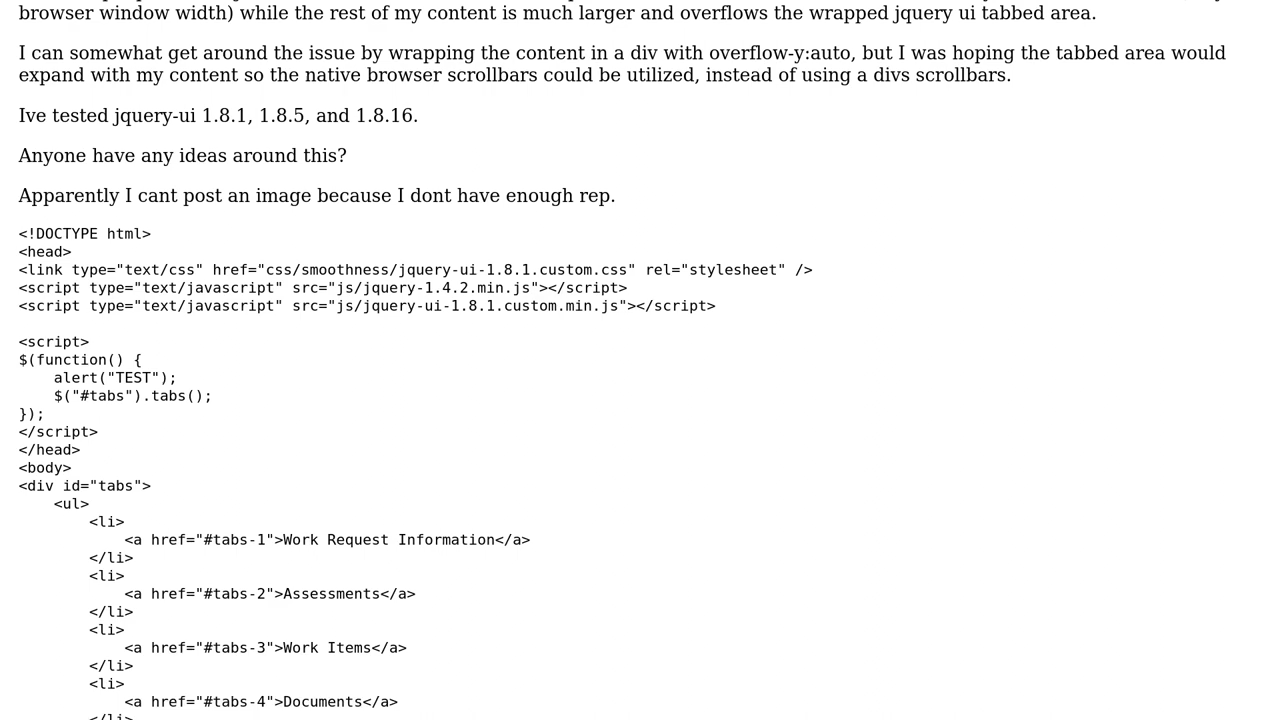 browser window width) while the rest of my content is much larger and overflows the wrapped jquery ui tabbed area.
I can somewhat get around the issue by wrapping the content in a div with overflow-y:auto, but I was hoping the tabbed area would
expand with my content so the native browser scrollbars could be utilized, instead of using a divs scrollbars.
Ive tested jquery-ui 1.8.1, 1.8.5, and 1.8.16.
Anyone have any ideas around this?
Apparently I cant post an image because I dont have enough rep.
<!DOCTYPE html>
<head>
<link type="text/css" href="css/smoothness/jquery-ui-1.8.1.custom.css" rel="stylesheet" />
<script type="text/javascript" src="js/jquery-1.4.2.min.js"></script>
<script type="text/javascript" src="js/jquery-ui-1.8.1.custom.min.js"></script>
<script>
$(function() {
    alert("TEST");
    $("#tabs").tabs();
});
</script>
</head>
<body>
<div id="tabs">
    <ul>
        <li>
            <a href="#tabs-1">Work Request Information</a>
        </li>
        <li>
            <a href="#tabs-2">Assessments</a>
        </li>
        <li>
            <a href="#tabs-3">Work Items</a>
        </li>
        <li>
            <a href="#tabs-4">Documents</a>
        </li>